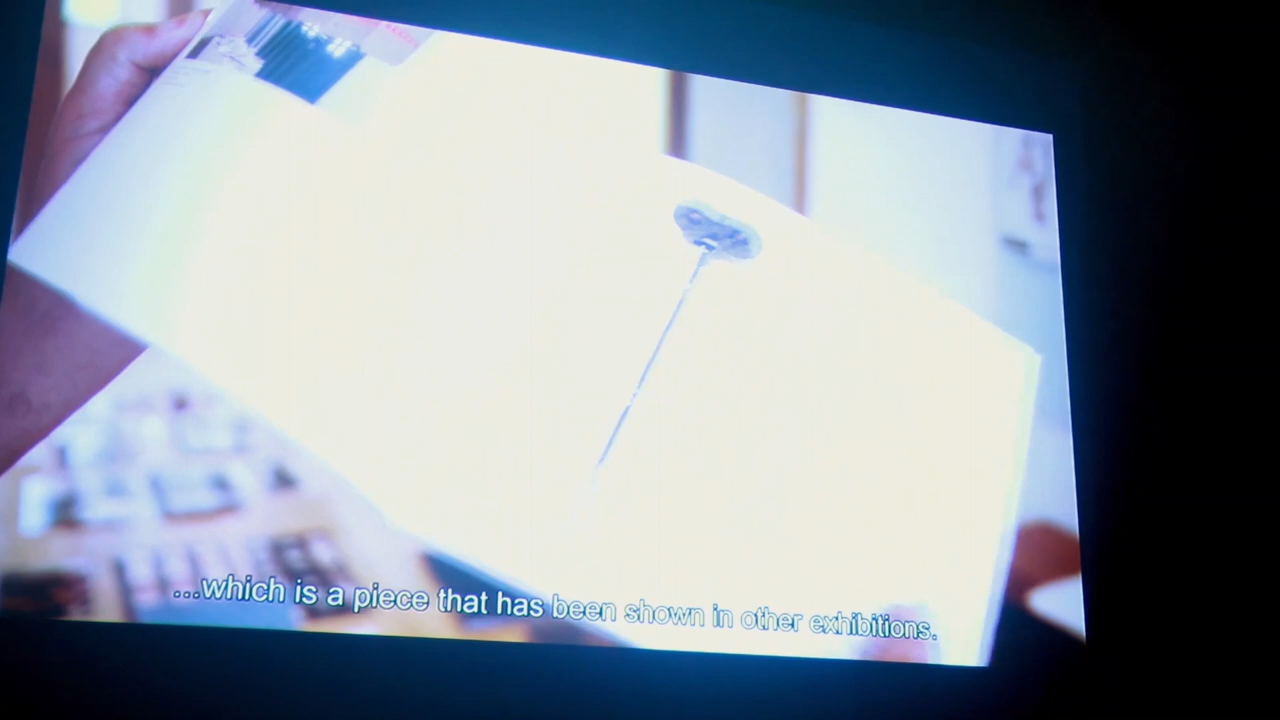 ...which is a piece that has been shown in other exhibitions.